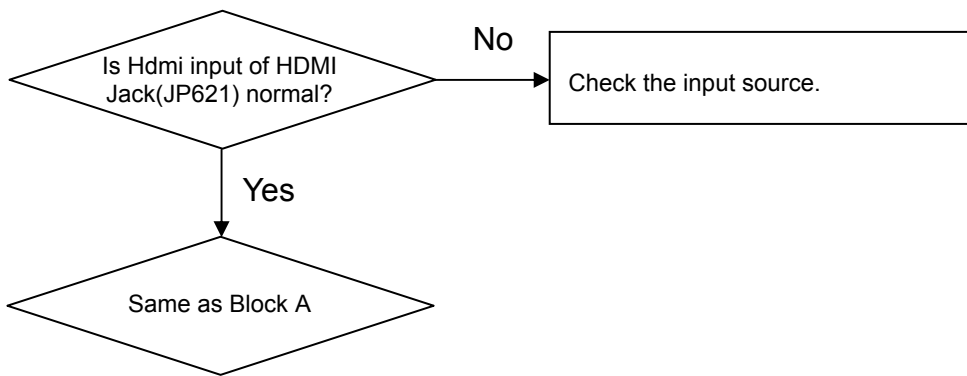 No
Is Hdmi input of HDMI
Jack(JP621) normal?
Check the input source.
Yes
Same as Block A